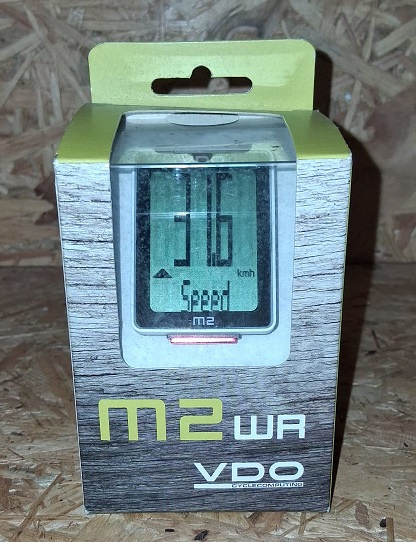 31.6
kmh
Speed
m2
m2 WR
VDO
CYCLECOMPUTING